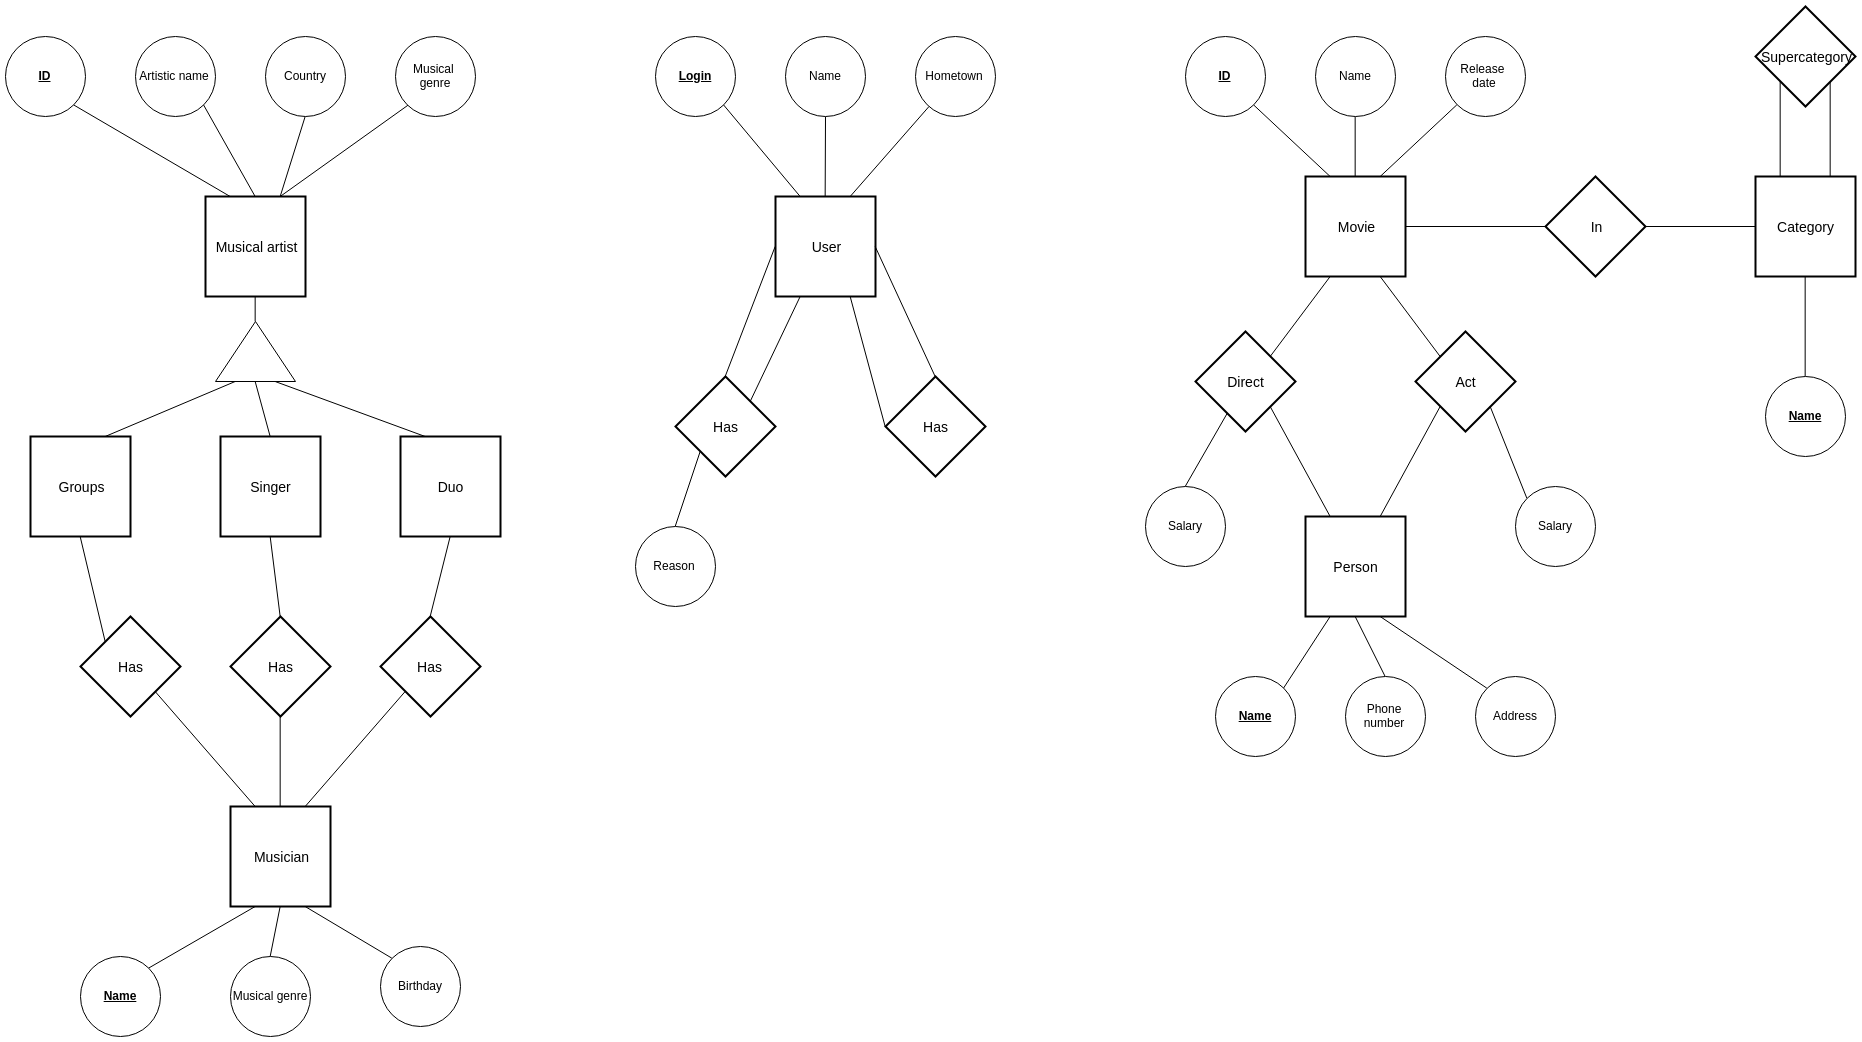 ID
Artistic name
Country
Musical
genre
Musical artist
Groups
Singer
Duo
Has
Has
Has
Musician
Name
Musical genre
Birthday
Login
Name
Hometown
User
Has
Has
Reason
ID
Name
Release
date
Supercategory
Movie
In
Category
Direct
Act
Name
Salary
Salary
Person
Name
Phone
number
Address